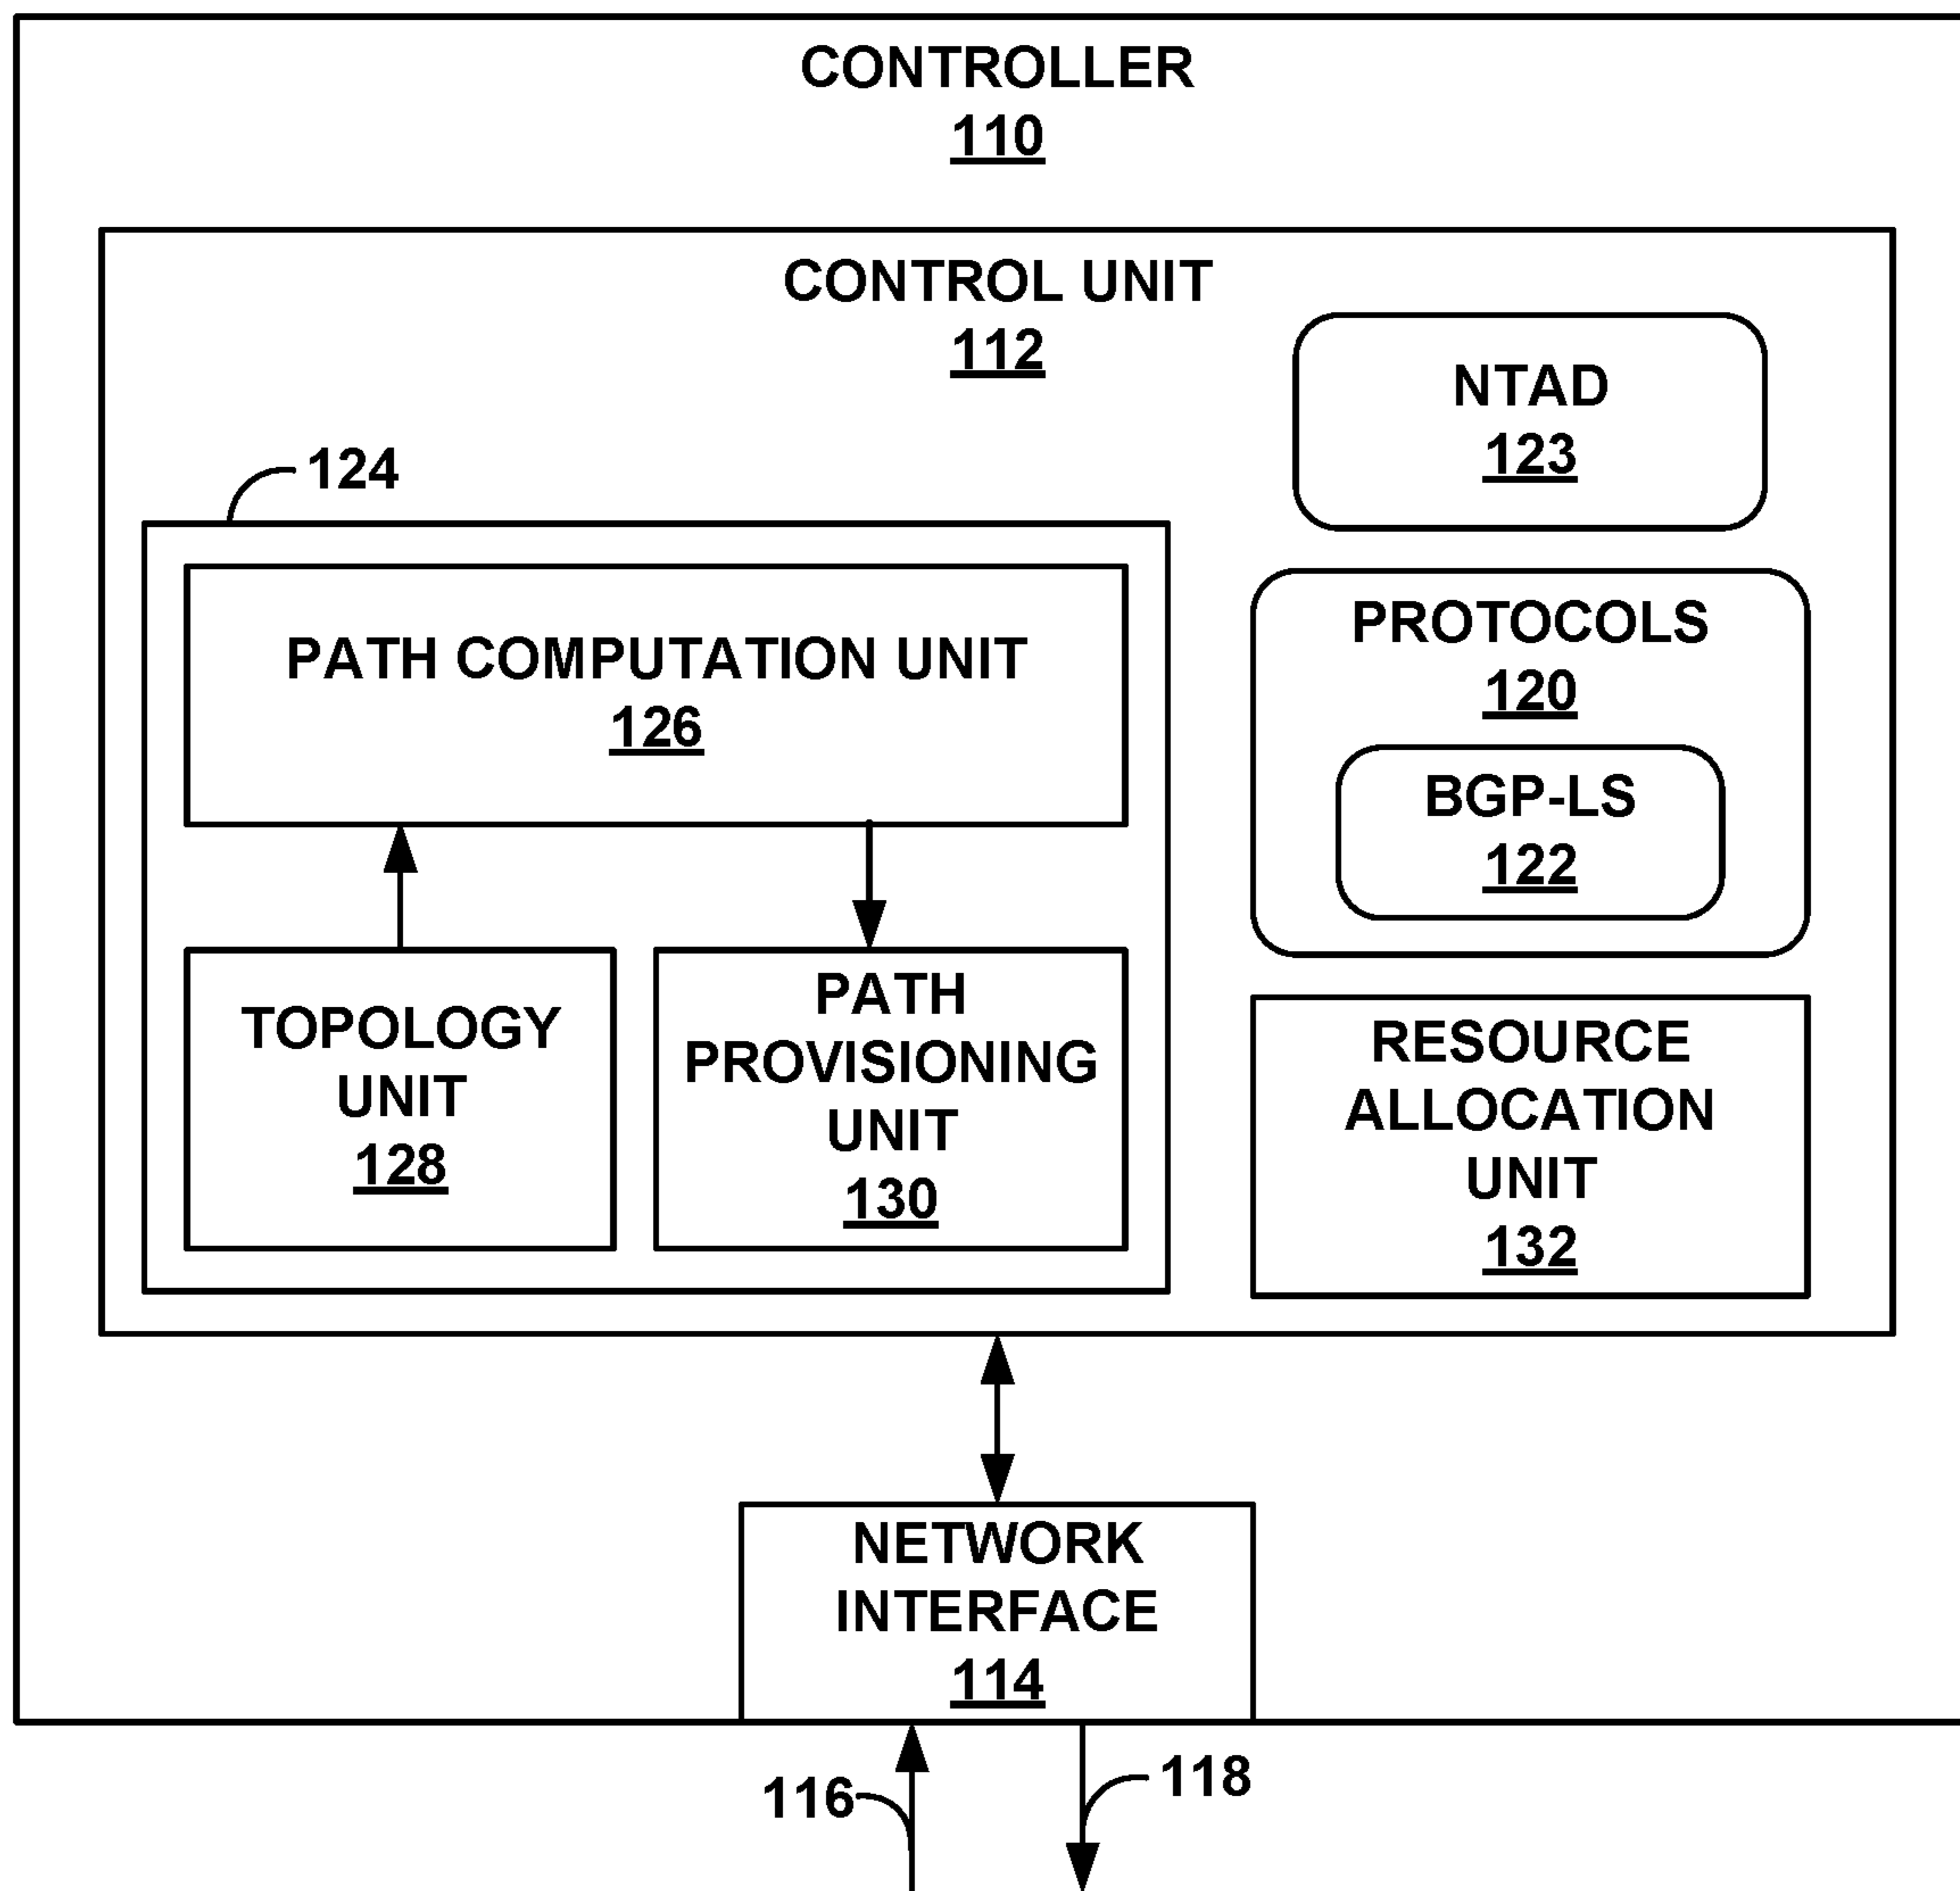 CONTROLLER
110
CONTROL UNIT
112
NTAD
123
124
PATH COMPUTATION UNIT
126
PROTOCOLS
120
BGP-LS
122
TOPOLOGY
UNIT
128
PATH
PROVISIONING
UNIT
130
RESOURCE
ALLOCATION
UNIT
132
NETWORK
INTERFACE
114
116
118